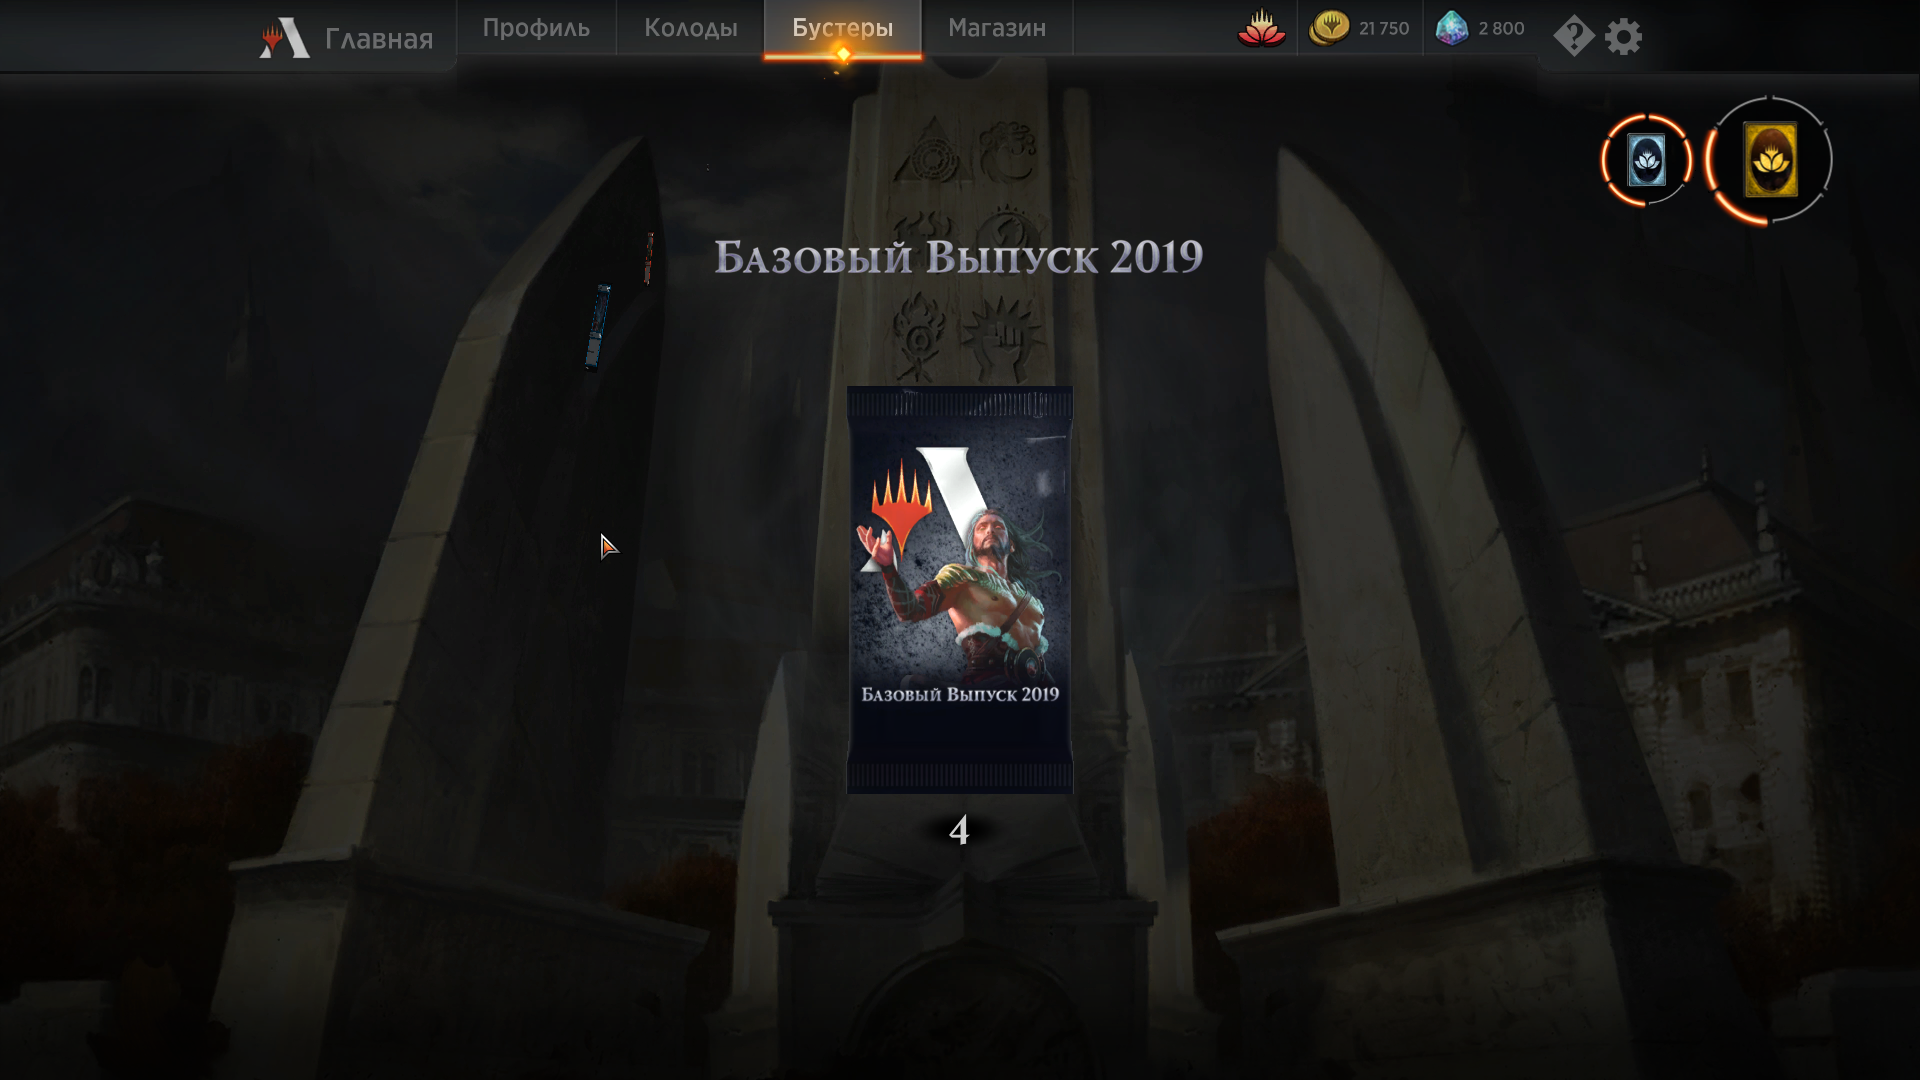 Главная
Профиль
Колоды
Бустеры
Магазин
21 750
2 800
Базовый Выпуск 2019
Базовый Выпуск 2019
4